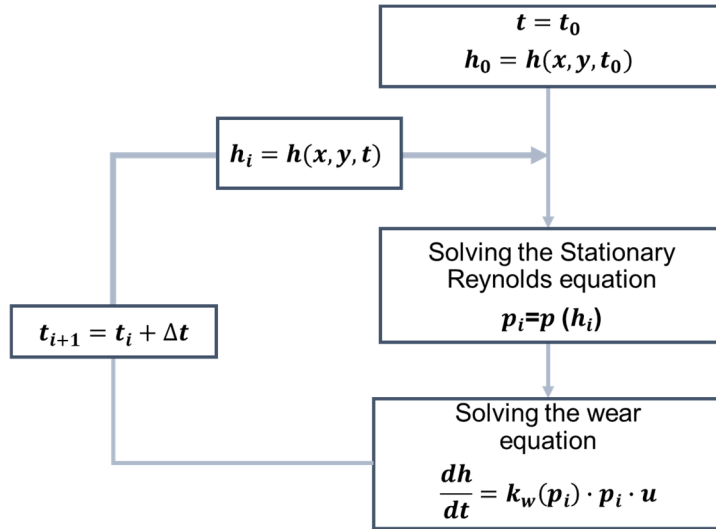 t = t₀
h₀ = h(x, y, t₀)
hᵢ = h(x, y, t)
Solving the Stationary
Reynolds equation
pᵢ=p (hᵢ)
tᵢ₊₁ = tᵢ + Δt
Solving the wear
equation
dh/dt = k_w(pᵢ) · pᵢ · u